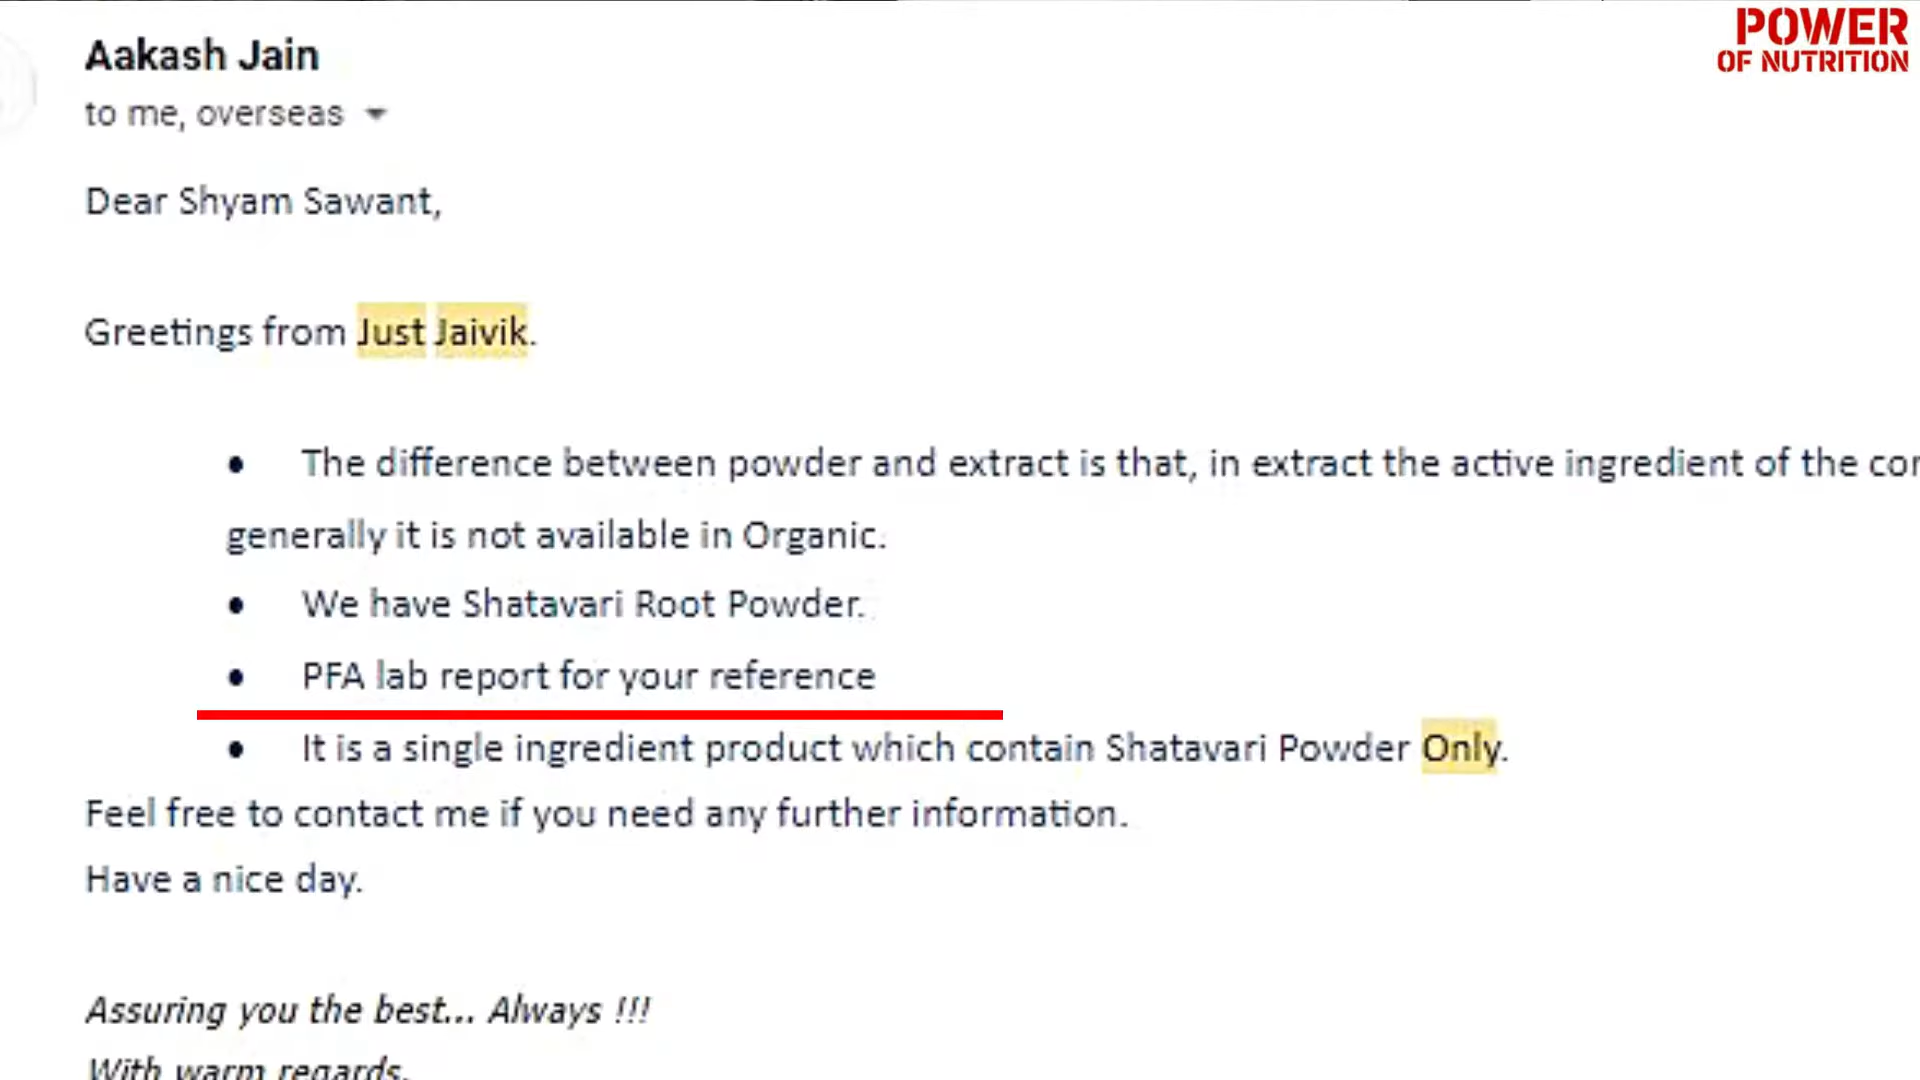 POWER
OF NUTRITION
Aakash Jain
to me, overseas
Dear Shyam Sawant,
Greetings from Just Jaivik.
• The difference between powder and extract is that, in extract the active ingredient of the
generally it is not available in Organic.
• We have Shatavari Root Powder.
• PFA lab report for your reference
• It is a single ingredient product which contain Shatavari Powder Only.
Feel free to contact me if you need any further information.
Have a nice day.
Assuring you the best... Always !!!
With warm regards,